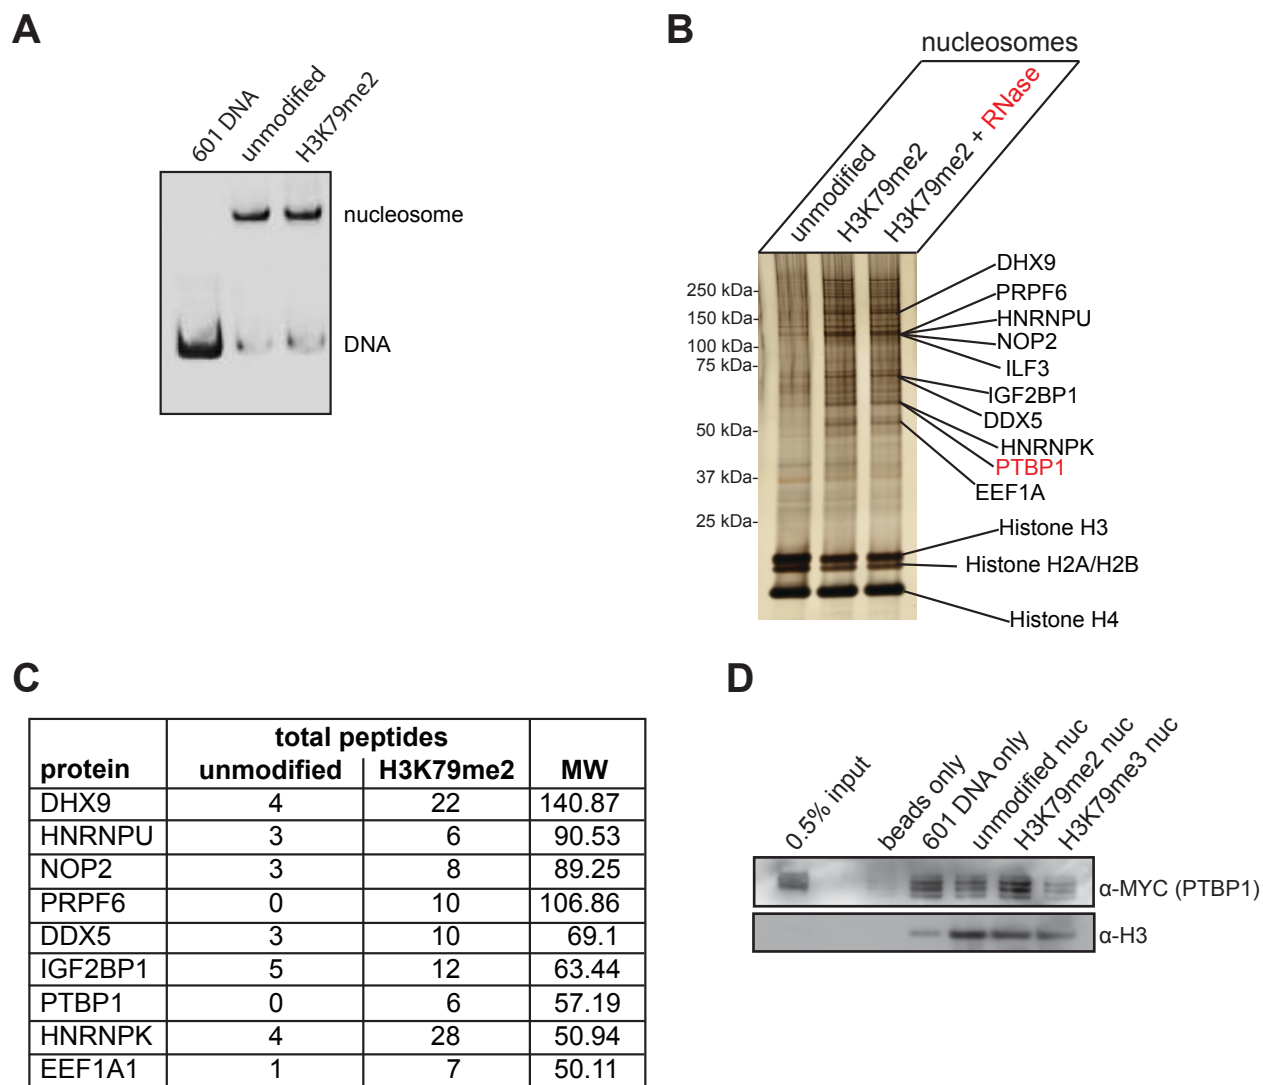 A
601 DNA
unmodified
H3K79me2
nucleosome
DNA
B
nucleosomes
unmodified
H3K79me2
H3K79me2 + RNase
250 kDa-
150 kDa-
100 kDa-
75 kDa-
50 kDa-
37 kDa-
25 kDa-
DHX9
PRPF6
HNRNPU
NOP2
ILF3
IGF2BP1
DDX5
HNRNPK
PTBP1
EEF1A
Histone H3
Histone H2A/H2B
Histone H4
C
total peptides
protein unmodified H3K79me2 MW
DHX9 4 22 140.87
HNRNPU 3 6 90.53
NOP2 3 8 89.25
PRPF6 0 10 106.86
DDX5 3 10 69.1
IGF2BP1 5 12 63.44
PTBP1 0 6 57.19
HNRNPK 4 28 50.94
EEF1A1 1 7 50.11
D
0.5% input
beads only
601 DNA only
unmodified nuc
H3K79me2 nuc
H3K79me3 nuc
α-MYC (PTBP1)
α-H3